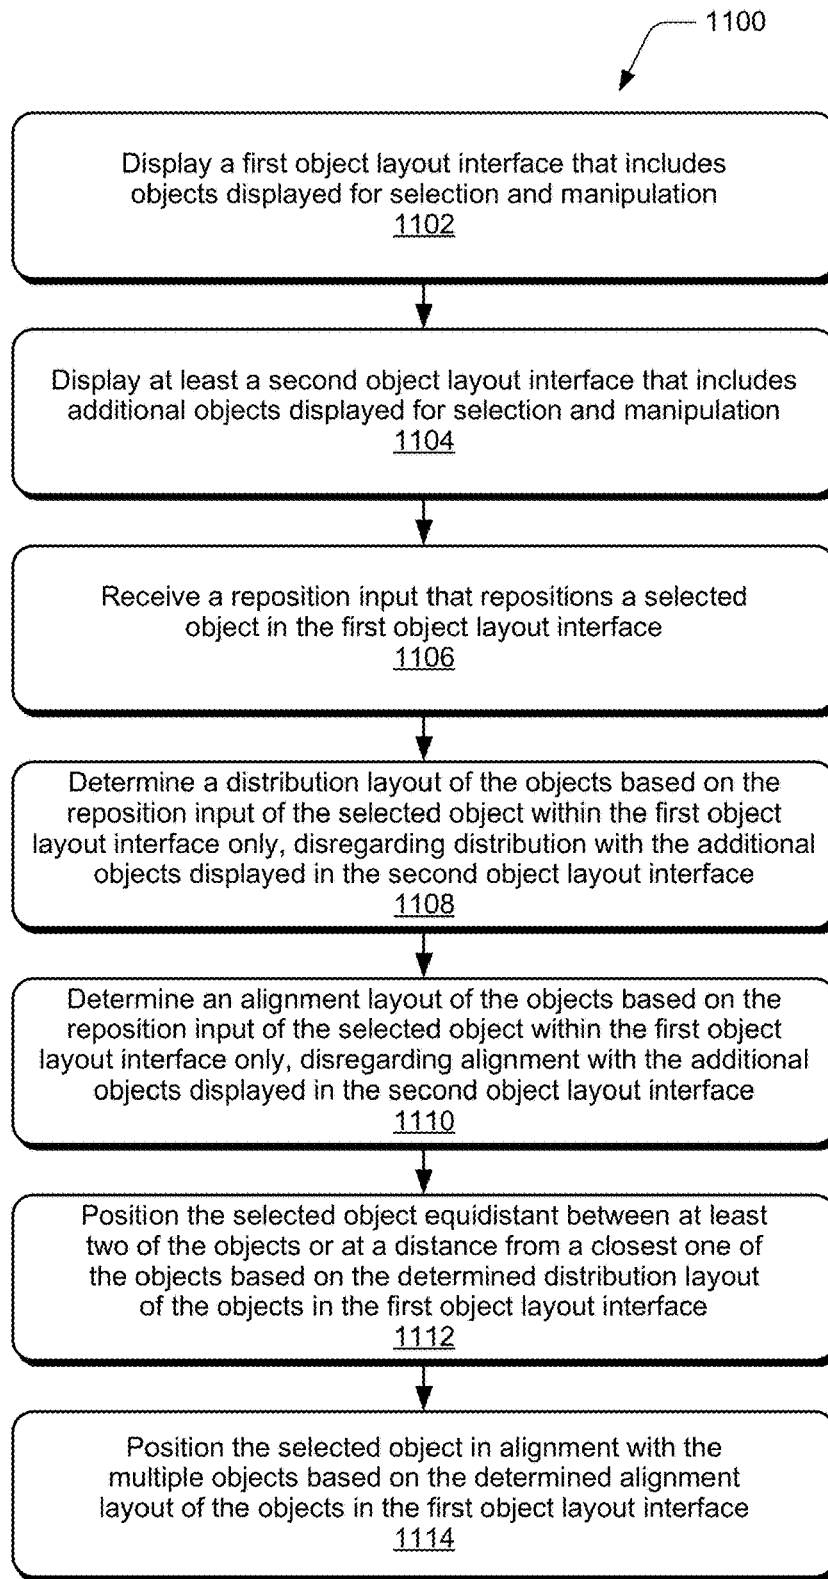 1100
Display a first object layout interface that includes
objects displayed for selection and manipulation
1102
Display at least a second object layout interface that includes
additional objects displayed for selection and manipulation
1104
Receive a reposition input that repositions a selected
object in the first object layout interface
1106
Determine a distribution layout of the objects based on the
reposition input of the selected object within the first object
layout interface only, disregarding distribution with the additional
objects displayed in the second object layout interface
1108
Determine an alignment layout of the objects based on the
reposition input of the selected object within the first object
layout interface only, disregarding alignment with the additional
objects displayed in the second object layout interface
1110
Position the selected object equidistant between at least
two of the objects or at a distance from a closest one of
the objects based on the determined distribution layout
of the objects in the first object layout interface
1112
Position the selected object in alignment with the
multiple objects based on the determined alignment
layout of the objects in the first object layout interface
1114